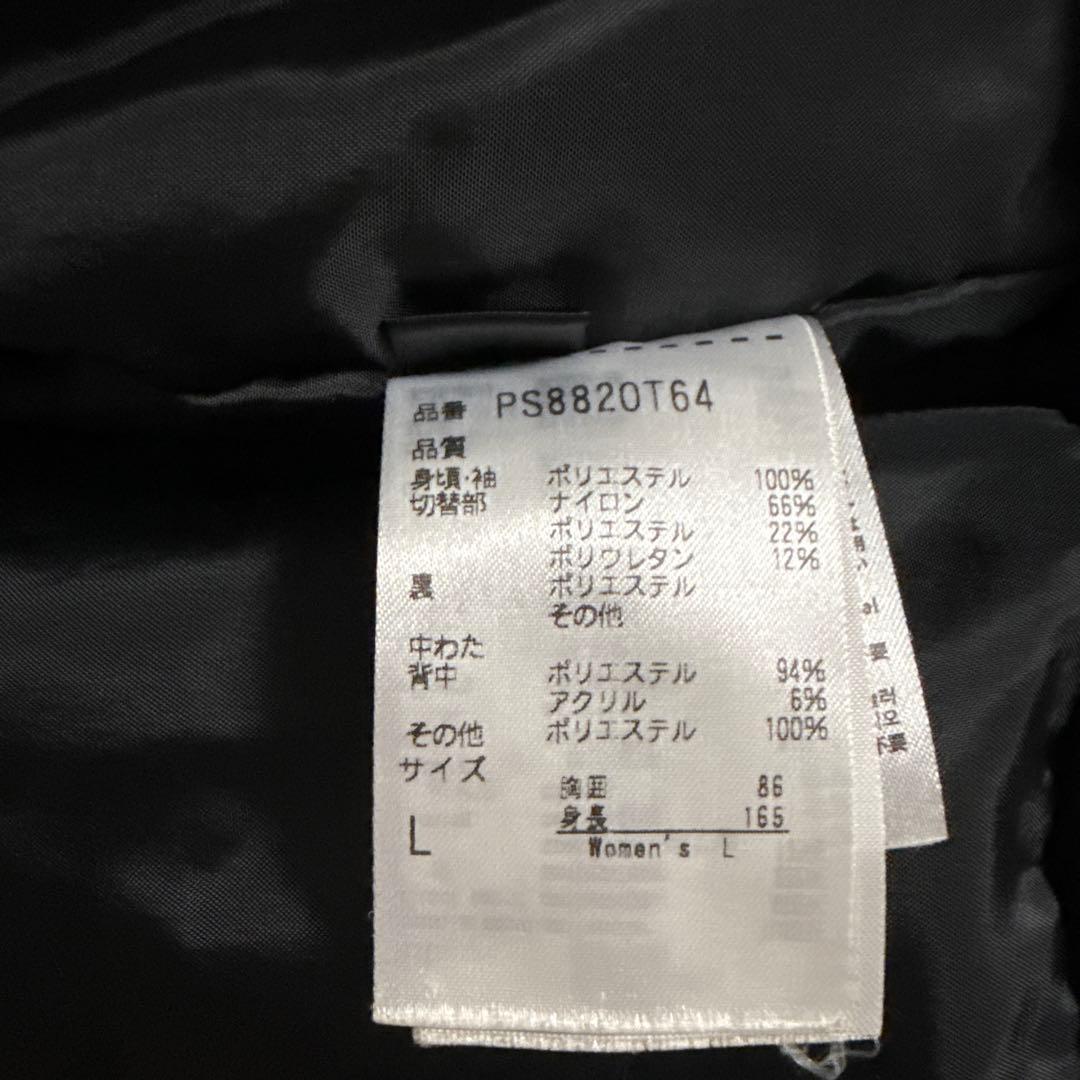 品番 PS8820T64
品質
身頃・袖 ポリエステル 100%
切替部 ナイロン 66%
ポリエステル 22%
ポリウレタン 12%
裏 ポリエステル
その他
中わた
背中 ポリエステル 94%
アクリル 6%
その他 ポリエステル 100%
サイズ
胸囲 86
身長 165
L
Women's L